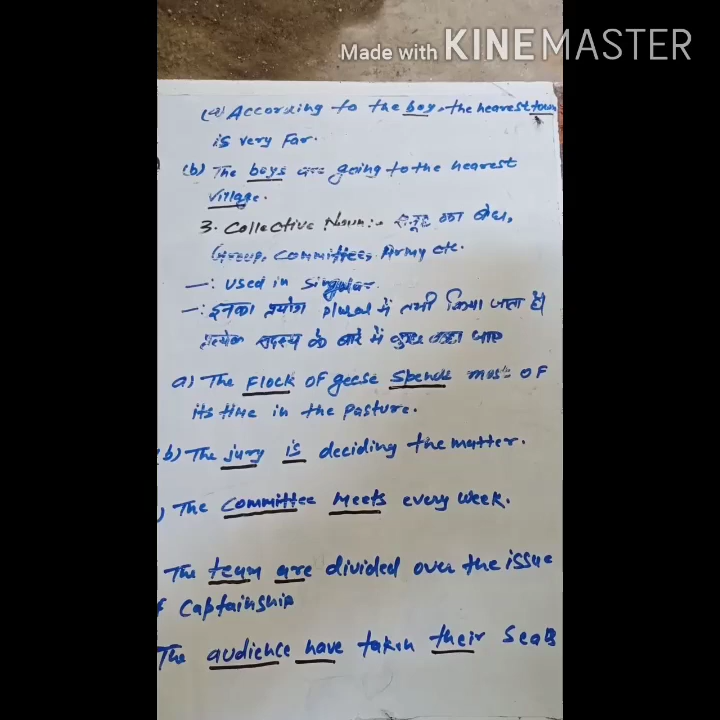 Made with KINEMASTER
(a) According to the boy, the nearest town
is very far.
(b) The boys are going to the nearest
village.
3. Collective Noun:- समूह का बोध,
Group, Committee, Army etc.
—: used in singular
—: इनका प्रयोग plural में तभी किया जाता है।
प्रत्येक सदस्य के बारे में कुछ कहा जाए
a) The Flock of geese spends most of
its time in the pasture.
(b) The jury is deciding the matter.
) The committee meets every week.
The team are divided over the issue
f captainship
The audience have taken their seats